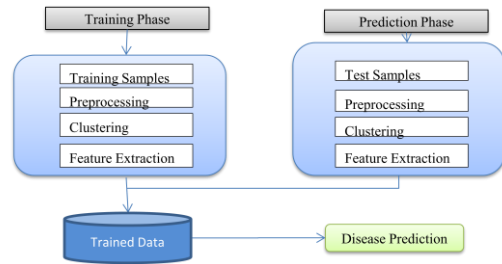 Training Phase
Training Samples
Preprocessing
Clustering
Feature Extraction
Prediction Phase
Test Samples
Preprocessing
Clustering
Feature Extraction
Trained Data
Disease Prediction